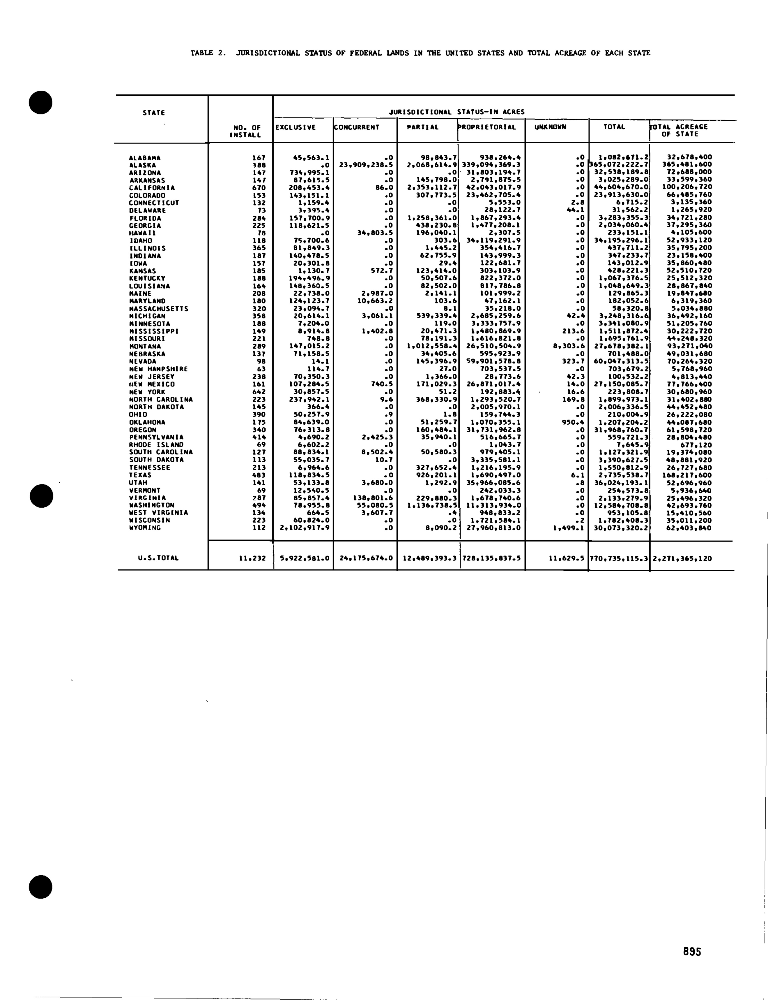 TABLE 2. JURISDICTIONAL STATUS OF FEDERAL LANDS IN THE UNITED STATES AND TOTAL ACREAGE OF EACH STATE
STATE JURISDICTIONAL STATUS-IN ACRES
NO. OF EXCLUSIVE CONCURRENT PARTIAL PROPRIETORIAL UNKNOWN TOTAL TOTAL ACREAGE
INSTALL OF STATE
ALABAMA 167 45,563.1 .0 98,843.7 938,264.4 .0 1,082,671.2 32,678,400
ALASKA 388 .0 23,909,238.5 2,068,614.9 339,094,369.3 .0 365,072,222.7 365,481,600
ARIZONA 147 734,995.1 .0 .0 31,803,194.7 .0 32,538,189.8 72,688,000
ARKANSAS 147 87,615.5 .0 145,798.0 2,791,875.5 .0 3,025,289.0 33,599,360
CALIFORNIA 670 208,453.4 86.0 2,353,112.7 42,043,017.9 .0 44,604,670.0 100,206,720
COLORADO 153 143,151.1 .0 307,773.5 23,462,705.4 .0 23,913,630.0 66,485,760
CONNECTICUT 132 1,159.4 .0 .0 5,553.0 2.8 6,715.2 3,135,360
DELAWARE 73 3,395.4 .0 .0 28,122.7 44.1 31,562.2 1,265,920
FLORIDA 284 157,700.9 .0 1,258,361.0 1,867,293.4 .0 3,283,355.3 34,721,280
GEORGIA 225 118,621.5 .0 438,230.8 1,477,208.1 .0 2,034,060.4 37,295,360
HAWAII 78 .0 34,803.5 196,040.1 2,307.5 .0 233,151.1 4,105,600
IDAHO 118 75,700.6 .0 303.6 34,119,291.9 .0 34,195,296.1 52,933,120
ILLINOIS 365 81,849.3 .0 1,445.2 354,416.7 .0 437,711.2 35,795,200
INDIANA 187 140,478.5 .0 62,755.9 143,999.3 .0 347,233.7 23,158,400
IOWA 157 20,301.8 .0 29.4 122,681.7 .0 143,012.9 35,860,480
KANSAS 185 1,130.7 572.7 123,414.0 303,103.9 .0 428,221.3 52,510,720
KENTUCKY 188 194,496.9 .0 50,507.6 822,372.0 .0 1,067,376.5 25,512,320
LOUISIANA 164 148,360.5 .0 82,502.0 817,786.8 .0 1,048,649.3 28,867,840
MAINE 208 22,738.0 2,987.0 2,141.1 101,999.2 .0 129,865.3 19,847,680
MARYLAND 180 124,123.7 10,663.2 103.6 47,162.1 .0 182,052.6 6,319,360
MASSACHUSETTS 320 23,094.7 .0 8.1 35,218.0 .0 58,320.8 5,034,880
MICHIGAN 358 20,614.1 3,061.1 539,339.4 2,685,259.6 42.4 3,248,316.6 36,492,160
MINNESOTA 188 7,204.0 .0 119.0 3,333,757.9 .0 3,341,080.9 51,205,760
MISSISSIPPI 149 8,914.8 1,402.8 20,471.3 1,480,869.9 213.6 1,511,872.4 30,222,720
MISSOURI 221 748.8 .0 78,191.3 1,616,821.8 .0 1,695,761.9 44,248,320
MONTANA 289 147,015.2 .0 1,012,558.4 26,510,504.9 8,303.6 27,678,382.1 93,271,040
NEBRASKA 137 71,158.5 .0 34,405.6 595,923.9 .0 701,488.0 49,031,680
NEVADA 98 14.1 .0 145,396.9 59,901,578.8 323.7 60,047,313.5 70,264,320
NEW HAMPSHIRE 63 114.7 .0 27.0 703,537.5 .0 703,679.2 5,768,960
NEW JERSEY 238 70,350.3 .0 1,366.0 28,773.6 42.3 100,532.2 4,813,440
NEW MEXICO 161 107,284.5 740.5 171,029.3 26,871,017.4 14.0 27,150,085.7 77,766,400
NEW YORK 642 30,857.5 .0 51.2 192,883.4 16.6 223,808.7 30,680,960
NORTH CAROLINA 223 237,942.1 9.6 368,330.9 1,293,520.7 169.8 1,899,973.1 31,402,880
NORTH DAKOTA 145 366.4 .0 .0 2,005,970.1 .0 2,006,336.5 44,452,480
OHIO 390 50,257.9 .9 1.8 159,744.3 .0 210,004.9 26,222,080
OKLAHOMA 175 84,639.0 .0 51,259.7 1,070,355.1 950.4 1,207,204.2 44,087,680
OREGON 340 76,313.8 .0 160,484.1 31,731,962.8 .0 31,968,760.7 61,598,720
PENNSYLVANIA 414 4,690.2 2,425.3 35,940.1 516,665.7 .0 559,721.3 28,804,480
RHODE ISLAND 69 6,602.2 .0 .0 1,043.7 .0 7,645.9 677,120
SOUTH CAROLINA 127 88,834.1 8,502.4 50,580.3 979,405.1 .0 1,127,321.9 19,374,080
SOUTH DAKOTA 113 55,035.7 10.7 .0 3,335,581.1 .0 3,390,627.5 48,881,920
TENNESSEE 213 6,964.6 .0 327,652.4 1,216,195.9 .0 1,550,812.9 26,727,680
TEXAS 483 118,834.5 .0 926,201.1 1,690,497.0 6.1 2,735,538.7 168,217,600
UTAH 141 53,133.8 3,680.0 1,292.9 35,966,085.6 .8 36,024,193.1 52,696,960
VERMONT 69 12,540.5 .0 .0 242,033.3 .0 254,573.8 5,936,640
VIRGINIA 287 85,857.4 138,801.6 229,880.3 1,678,740.6 .0 2,133,279.9 25,496,320
WASHINGTON 494 78,955.8 55,080.5 1,136,738.5 11,313,934.0 .0 12,584,708.8 42,693,760
WEST VIRGINIA 134 664.5 3,607.7 .4 948,833.2 .0 953,105.8 15,410,560
WISCONSIN 223 60,824.0 .0 .0 1,721,584.1 .2 1,782,408.3 35,011,200
WYOMING 112 2,102,917.9 .0 8,090.2 27,960,813.0 1,499.1 30,073,320.2 62,403,840
U.S.TOTAL 11,232 5,922,581.0 24,175,674.0 12,489,393.3 728,135,837.5 11,629.5 770,735,115.3 2,271,365,120
895